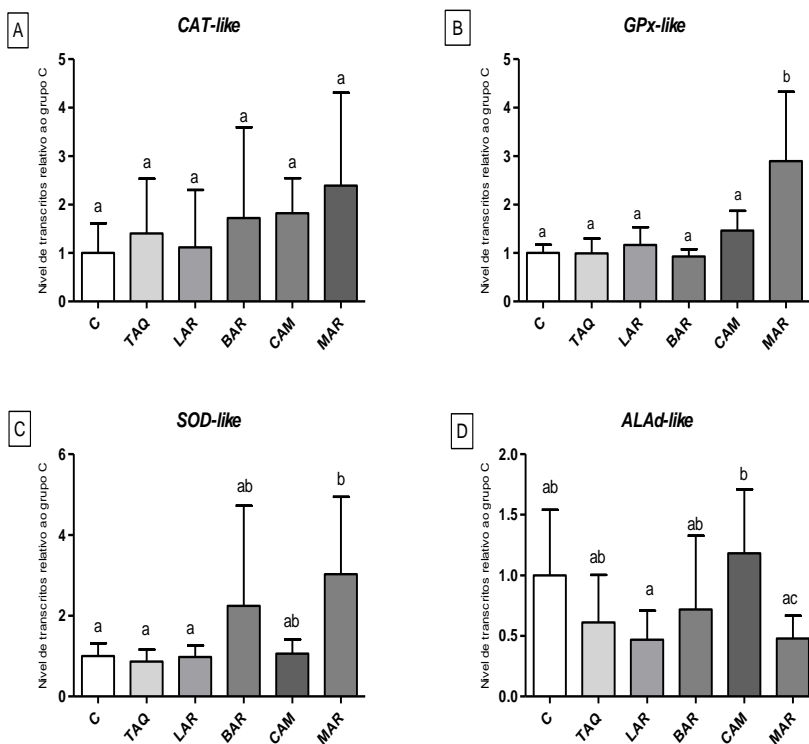 A
CAT-like
Nivel de transcritos relativo ao grupo C
5
4
3
2
1
0
a
a
a
a
a
a
C
TAQ
LAR
BAR
CAM
MAR
B
GPx-like
Nivel de transcritos relativo ao grupo C
5
4
3
2
1
0
a
a
a
a
a
b
C
TAQ
LAR
BAR
CAM
MAR
C
SOD-like
Nivel de transcritos relativo ao grupo C
6
4
2
0
a
a
a
ab
ab
b
C
TAQ
LAR
BAR
CAM
MAR
D
ALAd-like
Nivel de transcritos relativo ao grupo C
2.0
1.5
1.0
0.5
0.0
ab
ab
a
ab
b
ac
C
TAQ
LAR
BAR
CAM
MAR